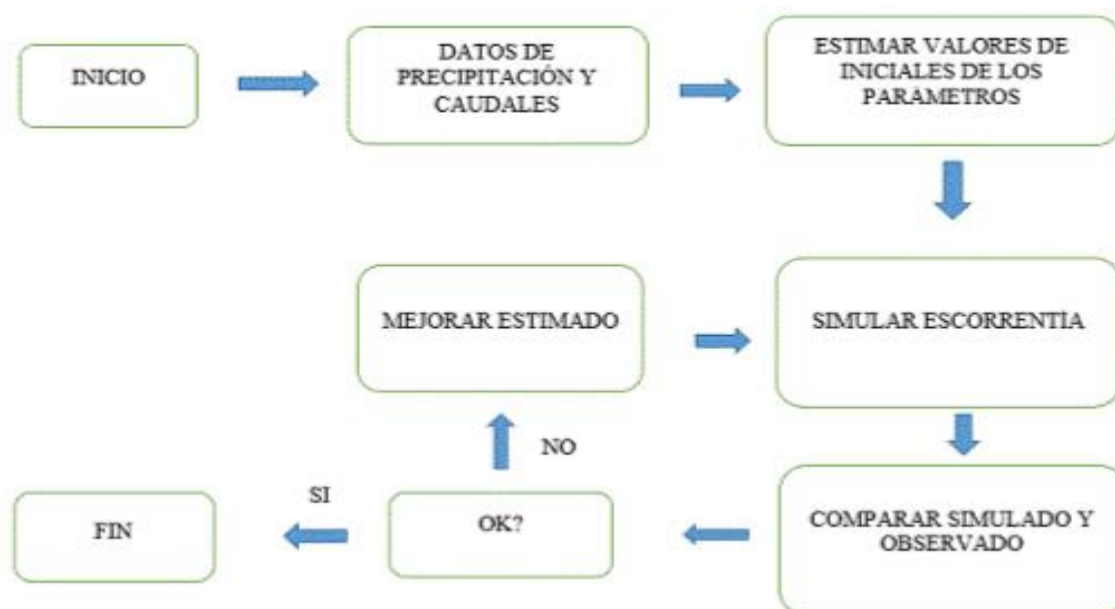 INICIO
DATOS DE
PRECIPITACIÓN Y
CAUDALES
ESTIMAR VALORES DE
INICIALES DE LOS
PARAMETROS
MEJORAR ESTIMADO
SIMULAR ESCORRENTÍA
NO
SI
FIN
OK?
COMPARAR SIMULADO Y
OBSERVADO